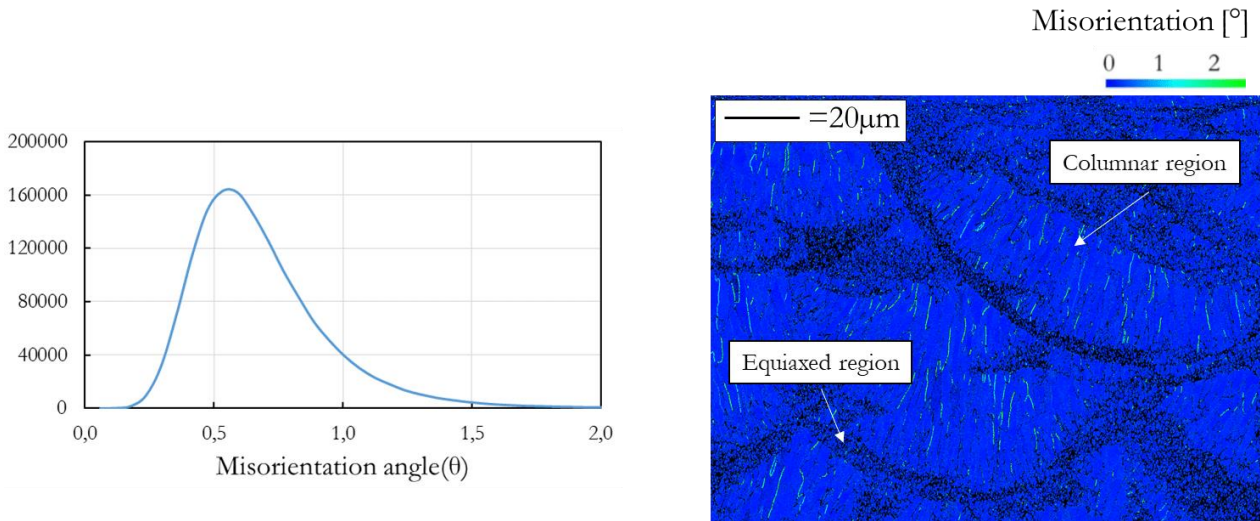 200000
160000
120000
80000
40000
0
0,0 0,5 1,0 1,5 2,0
Misorientation angle(θ)
Misorientation [°]
0 1 2
=20μm
Columnar region
Equiaxed region